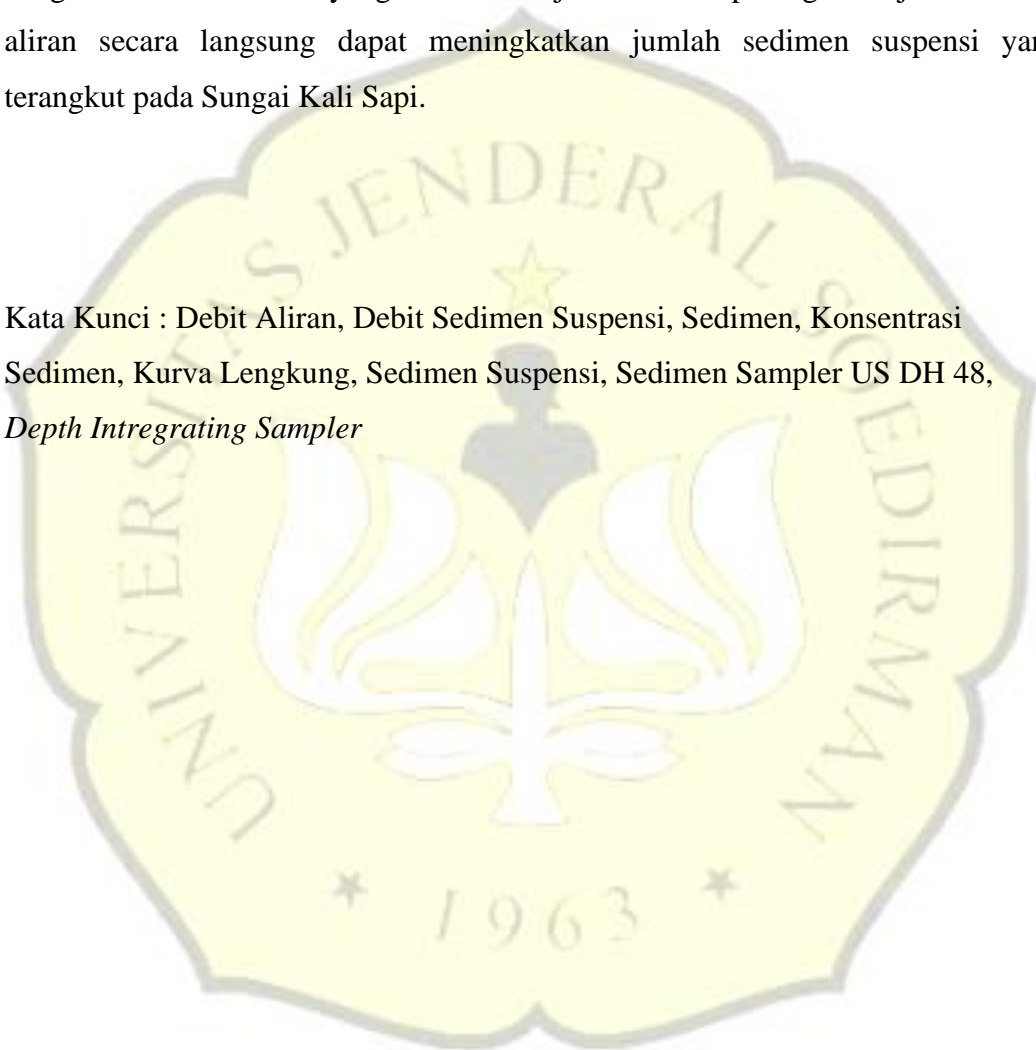 aliran secara langsung dapat meningkatkan jumlah sedimen suspensi
terangkut pada Sungai Kali Sapi.
UNIVERSITAS JENDERAL SOEDIRMAN
Kata Kunci : Debit Aliran, Debit Sedimen Suspensi, Sedimen, Konsentrasi
Sedimen, Kurva Lengkung, Sedimen Suspensi, Sedimen Sampler US DH 48,
Depth Intregrating Sampler
* 1963 *